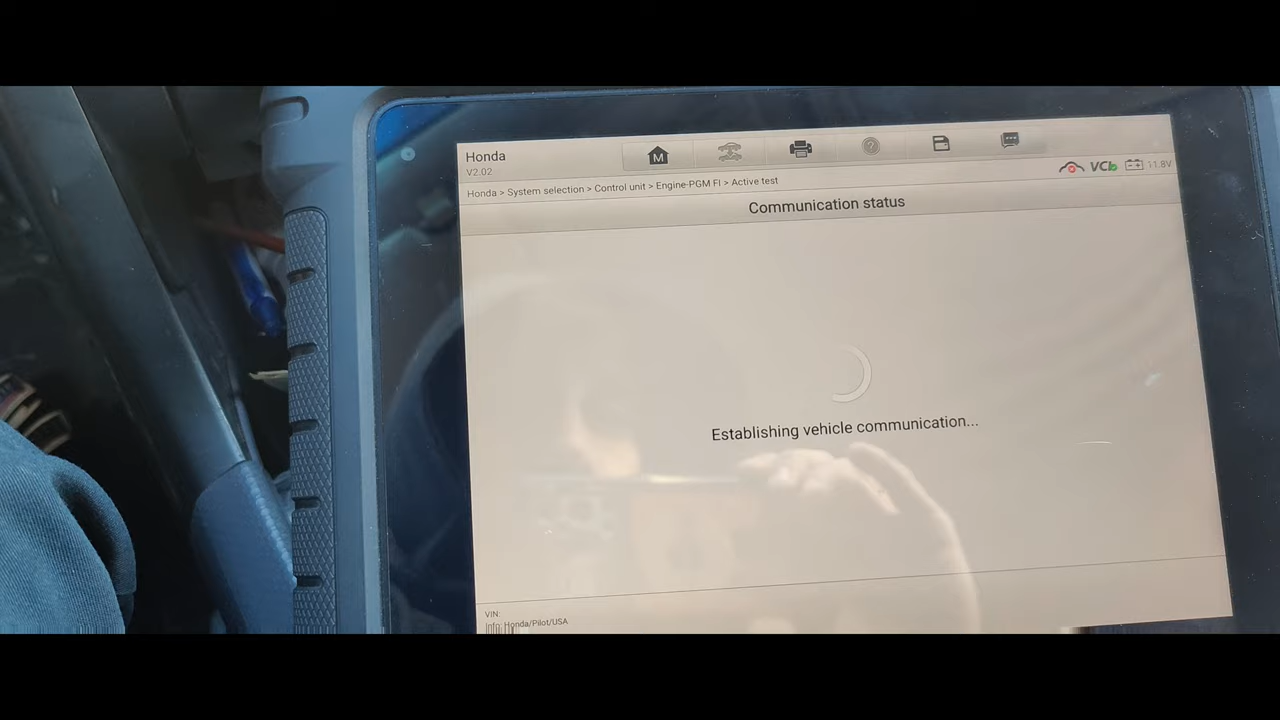 Honda
V2.02
M
VCI
11.8V
Honda > System selection > Control unit > Engine-PGM FI > Active test
Communication status
Establishing vehicle communication...
VIN:
Info: Honda/Pilot/USA